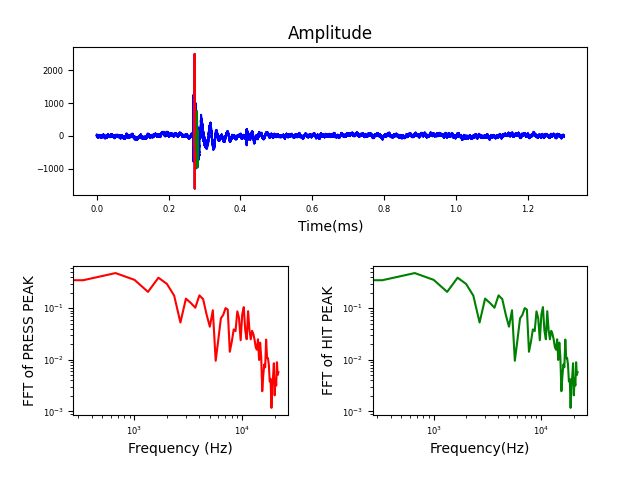 Amplitude
2000
1000
0
−1000
0.0 0.2 0.4 0.6 0.8 1.0 1.2
Time(ms)
FFT of PRESS PEAK
10⁻¹
10⁻²
10⁻³
10³ 10⁴
Frequency (Hz)
FFT of HIT PEAK
10⁻¹
10⁻²
10⁻³
10³ 10⁴
Frequency(Hz)